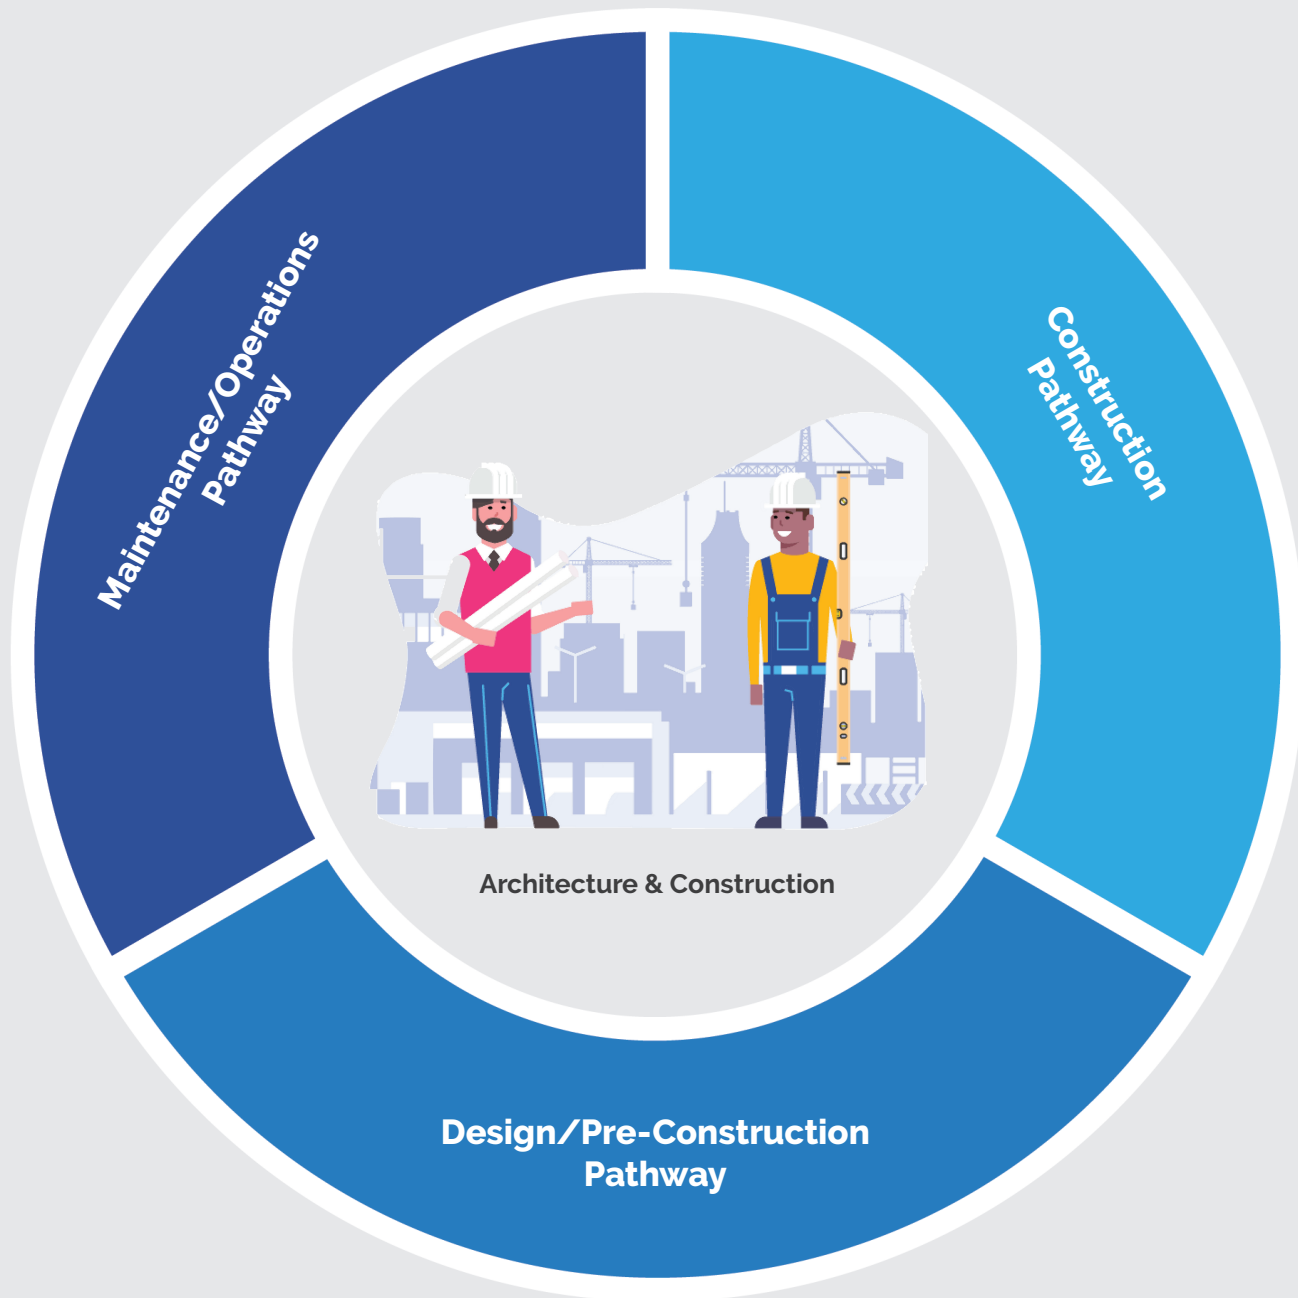 Maintenance/Operations
Pathway
Construction
Pathway
Architecture & Construction
Design/Pre-Construction
Pathway